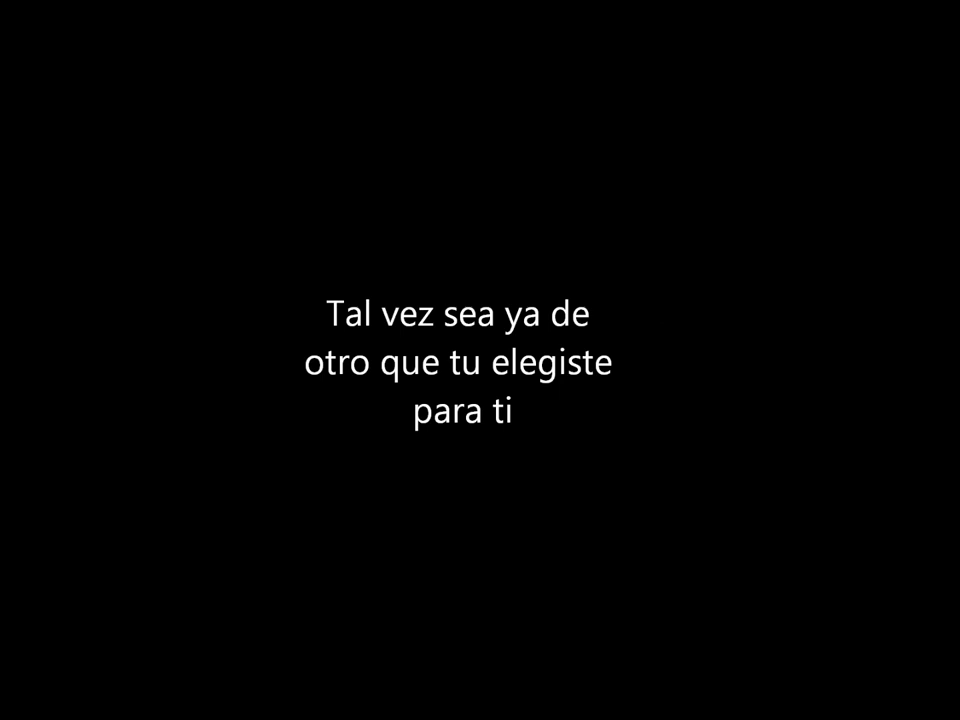 Tal vez sea ya de
otro que tu elegiste
para ti